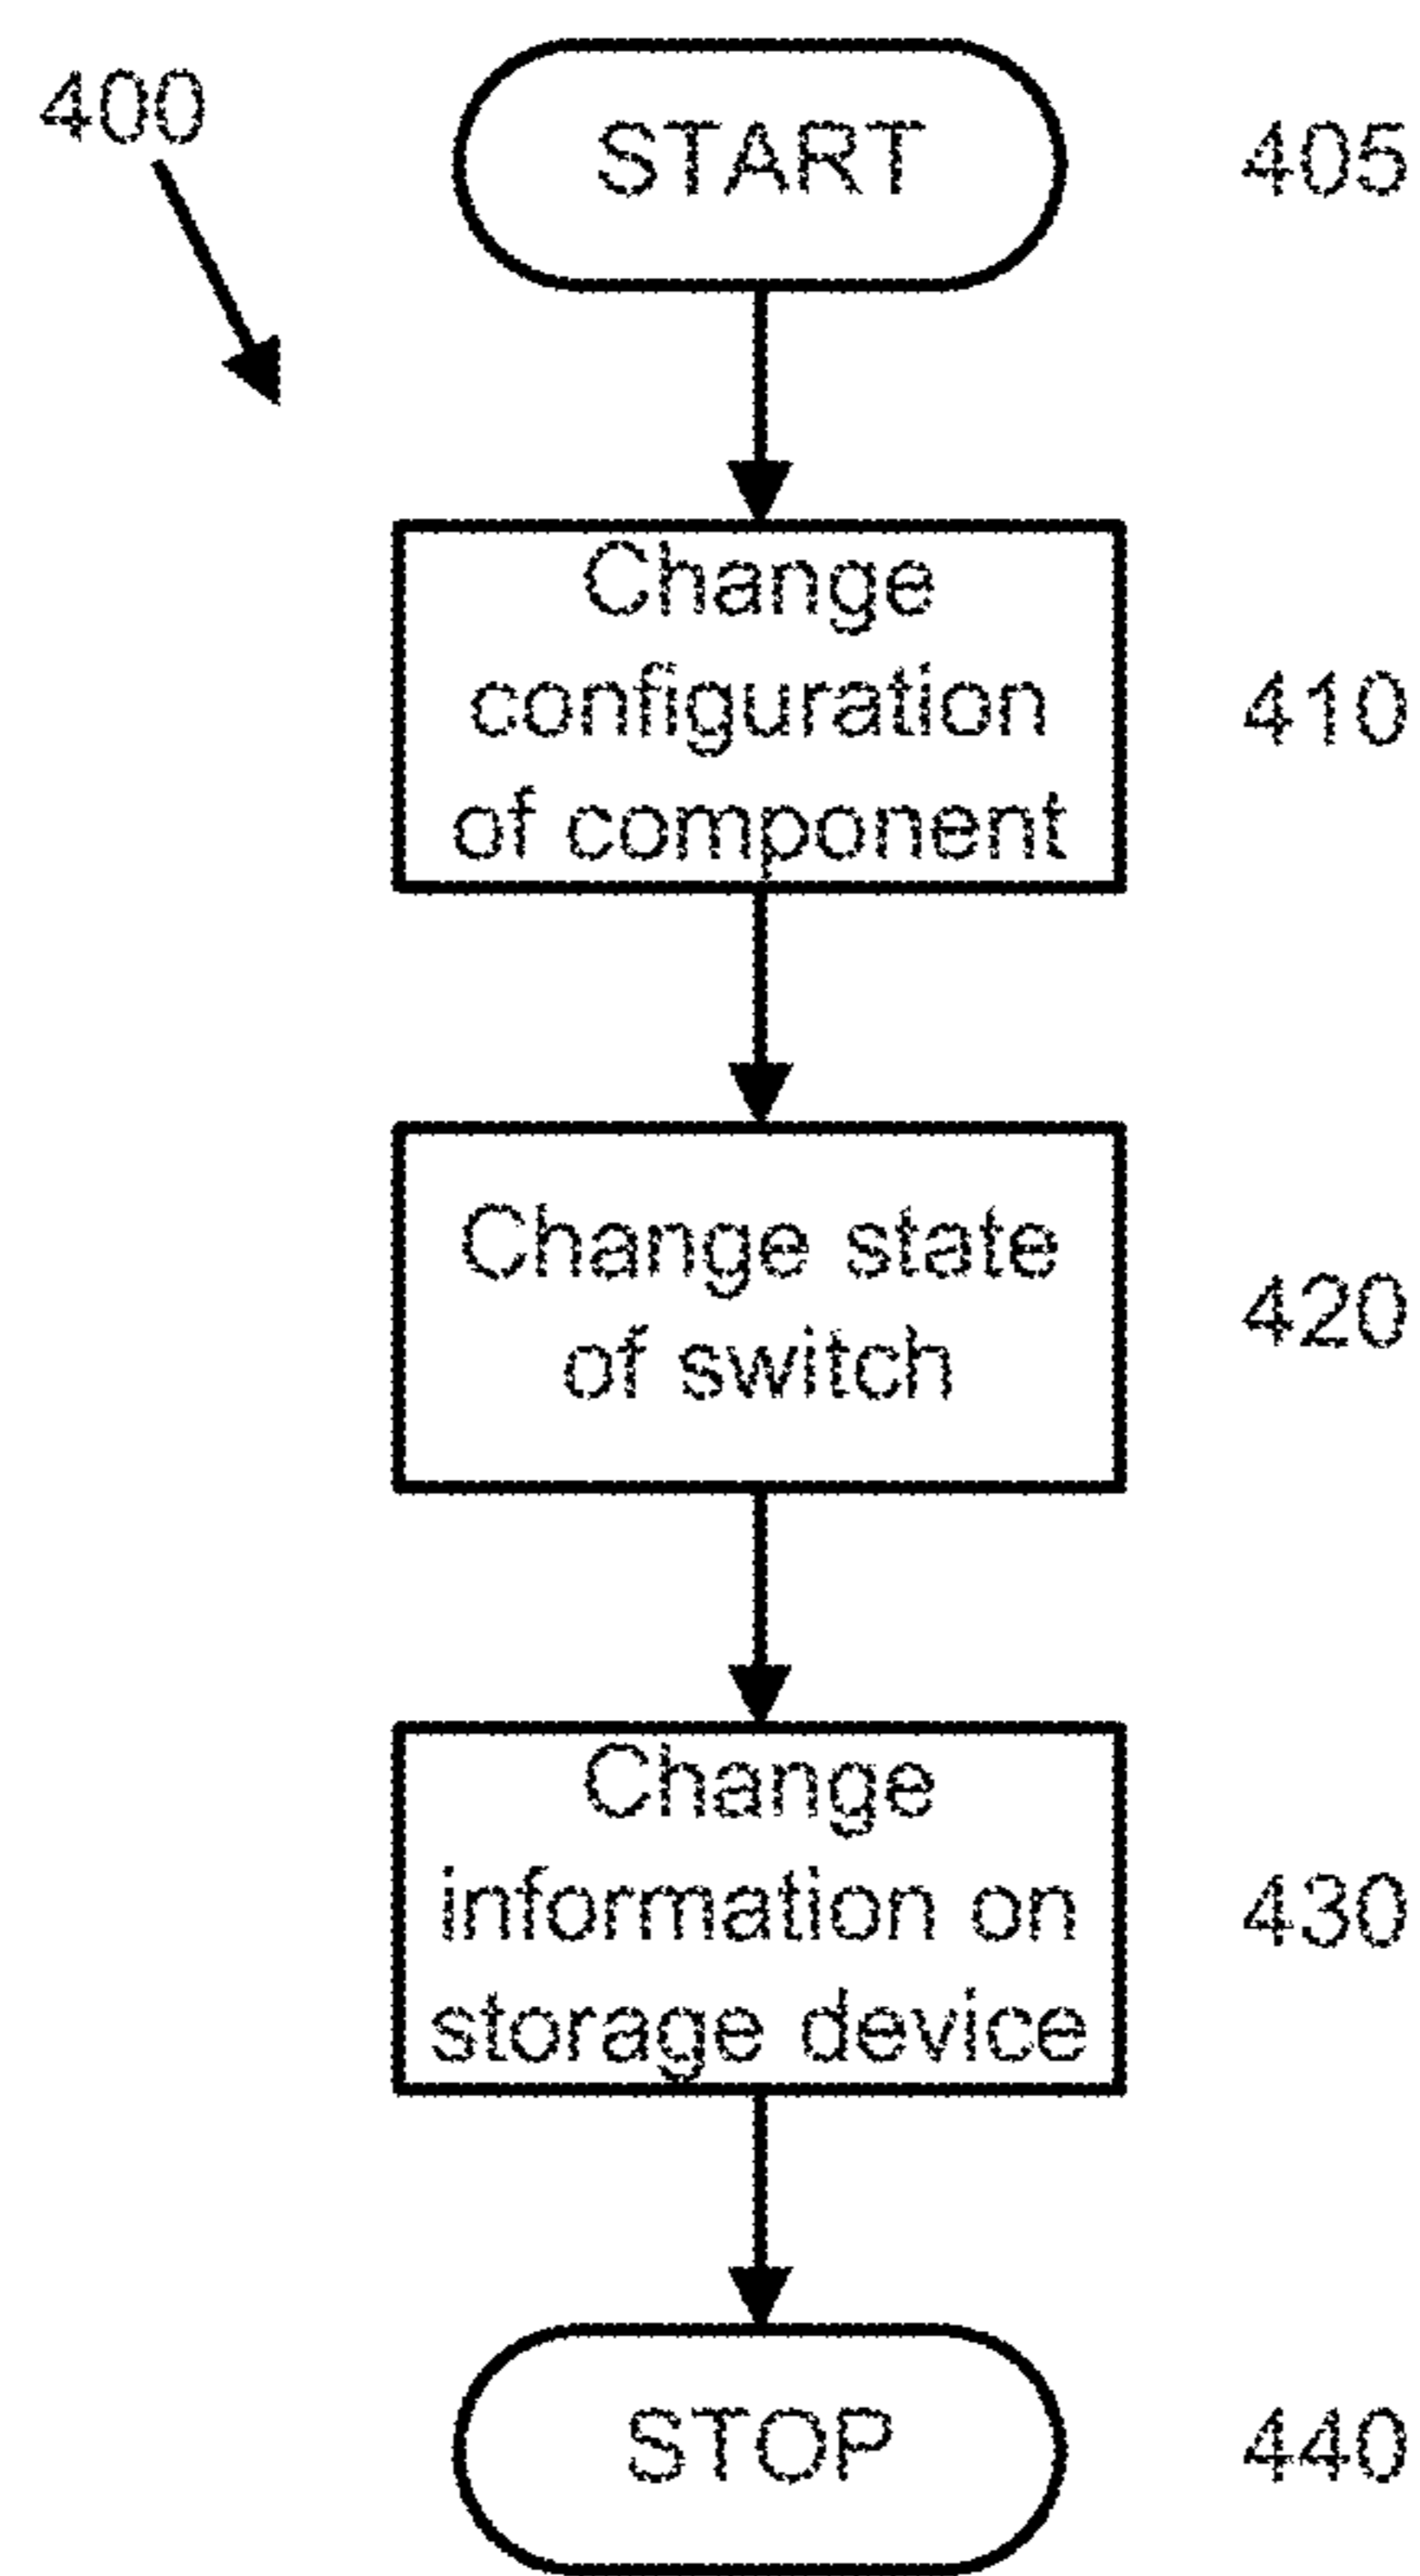 400
START
405
Change
configuration
of component
410
Change state
of switch
420
Change
information on
storage device
430
STOP
440